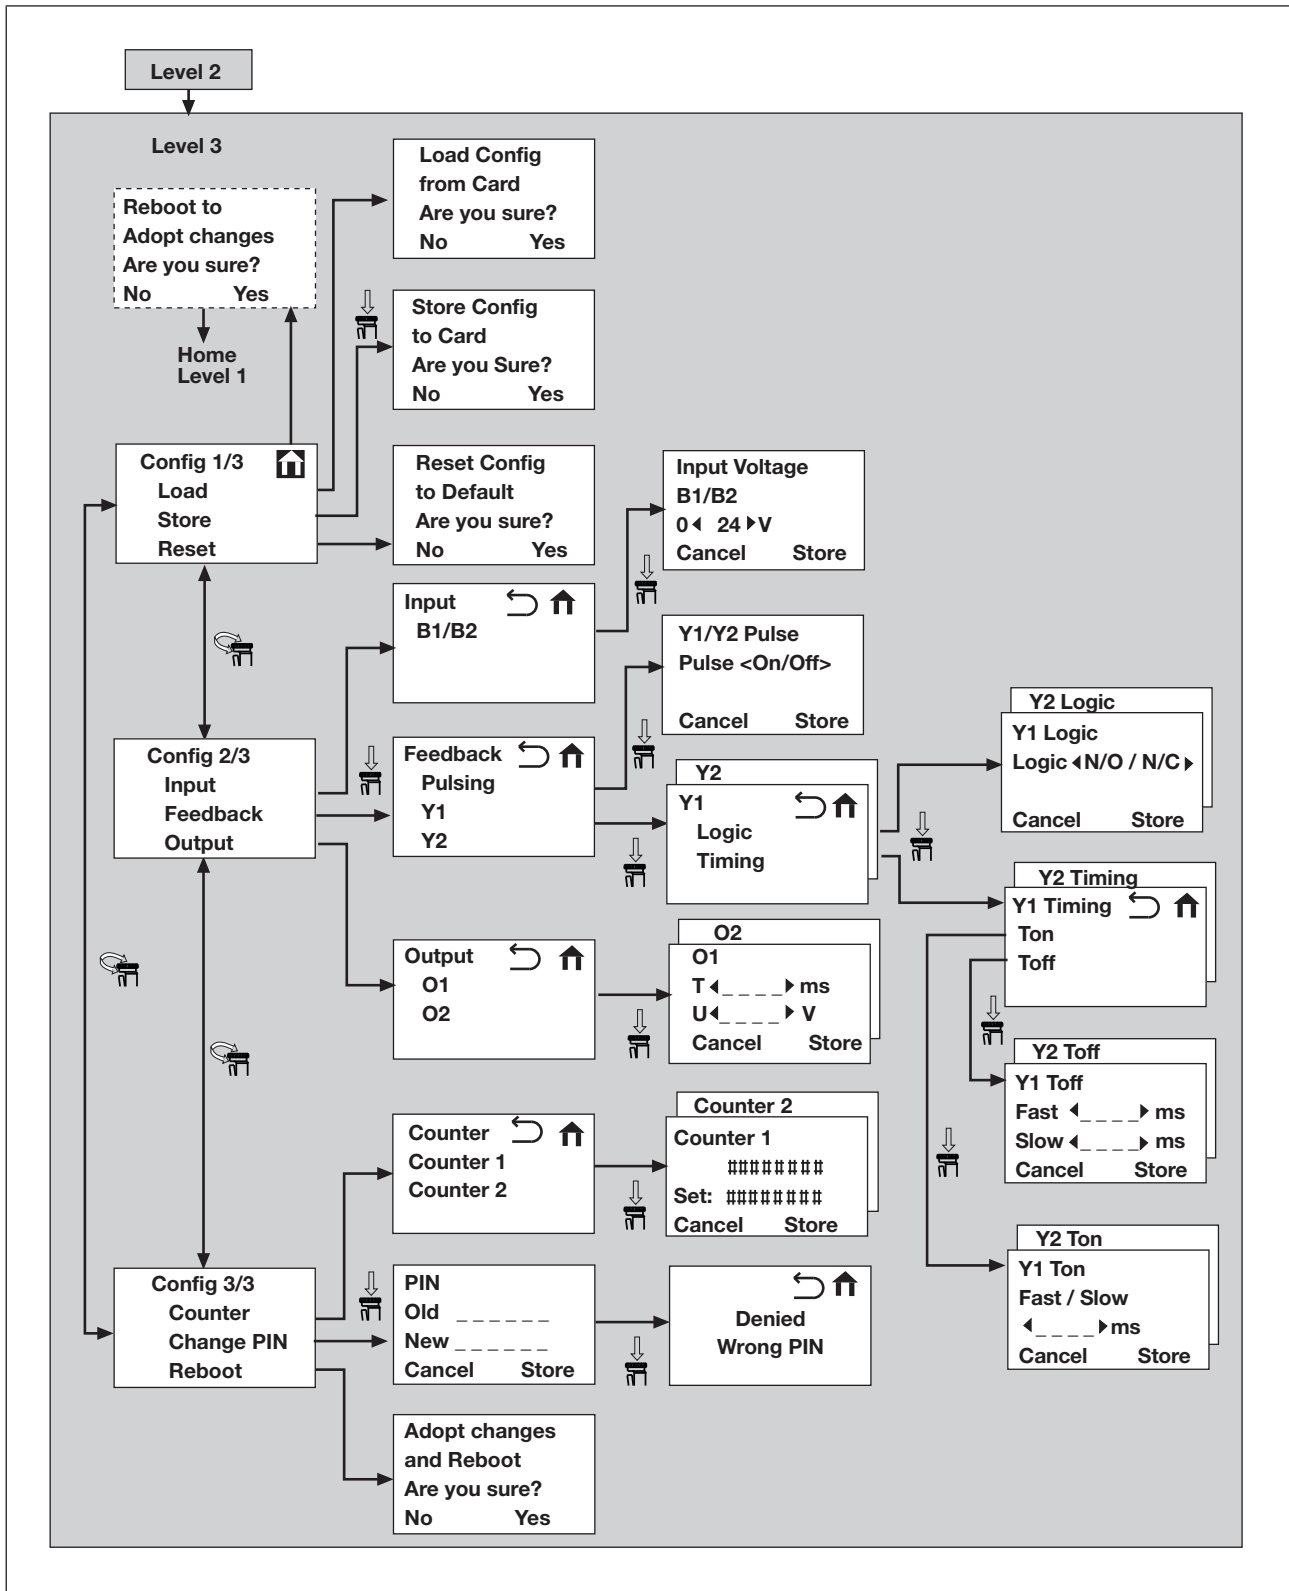 Level 2
Level 3
Reboot to
Adopt changes
Are you sure?
No Yes
Home
Level 1
Load Config
from Card
Are you sure?
No Yes
Store Config
to Card
Are you Sure?
No Yes
Config 1/3
Load
Store
Reset
Reset Config
to Default
Are you sure?
No Yes
Input Voltage
B1/B2
0 24 V
Cancel Store
Input
B1/B2
Y1/Y2 Pulse
Pulse <On/Off>
Cancel Store
Config 2/3
Input
Feedback
Output
Feedback
Pulsing
Y1
Y2
Y2
Y1
Logic
Timing
Y2 Logic
Y1 Logic
Logic N/O / N/C
Cancel Store
Y2 Timing
Y1 Timing
Ton
Toff
Output
O1
O2
O2
O1
T _ _ _ _ ms
U _ _ _ _ V
Cancel Store
Y2 Toff
Y1 Toff
Fast _ _ _ _ ms
Slow _ _ _ _ ms
Cancel Store
Counter
Counter 1
Counter 2
Counter 2
Counter 1
########
Set: ########
Cancel Store
Y2 Ton
Y1 Ton
Fast / Slow
_ _ _ _ ms
Cancel Store
Config 3/3
Counter
Change PIN
Reboot
PIN
Old _ _ _ _ _ _
New _ _ _ _ _ _
Cancel Store
Denied
Wrong PIN
Adopt changes
and Reboot
Are you sure?
No Yes